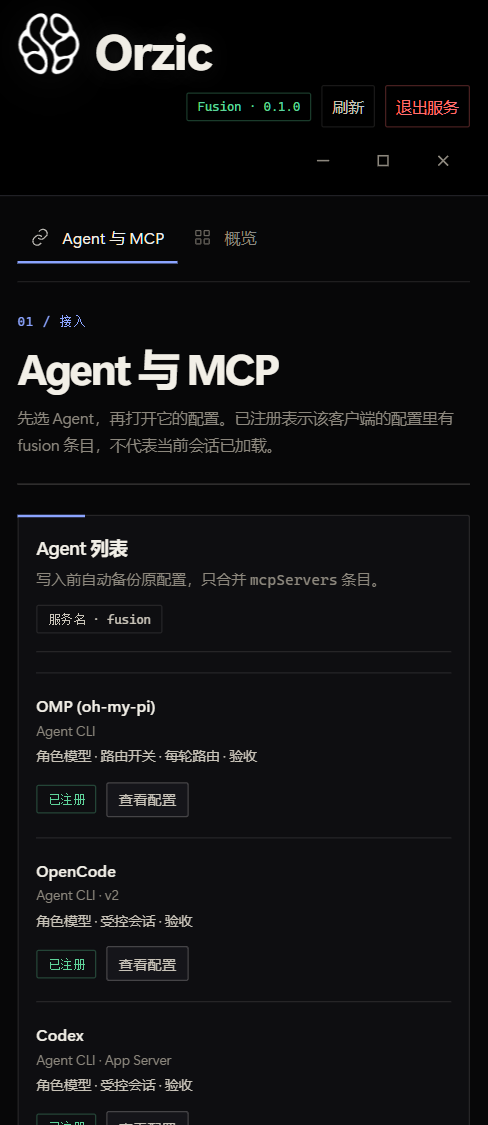 Orzic
Fusion · 0.1.0
刷新
退出服务
Agent 与 MCP
概览
01 / 接入
Agent 与 MCP
先选 Agent，再打开它的配置。已注册表示该客户端的配置里有
fusion 条目，不代表当前会话已加载。
Agent 列表
写入前自动备份原配置，只合并 mcpServers 条目。
服务名 · fusion
OMP (oh-my-pi)
Agent CLI
角色模型 · 路由开关 · 每轮路由 · 验收
已注册
查看配置
OpenCode
Agent CLI · v2
角色模型 · 受控会话 · 验收
已注册
查看配置
Codex
Agent CLI · App Server
角色模型 · 受控会话 · 验收